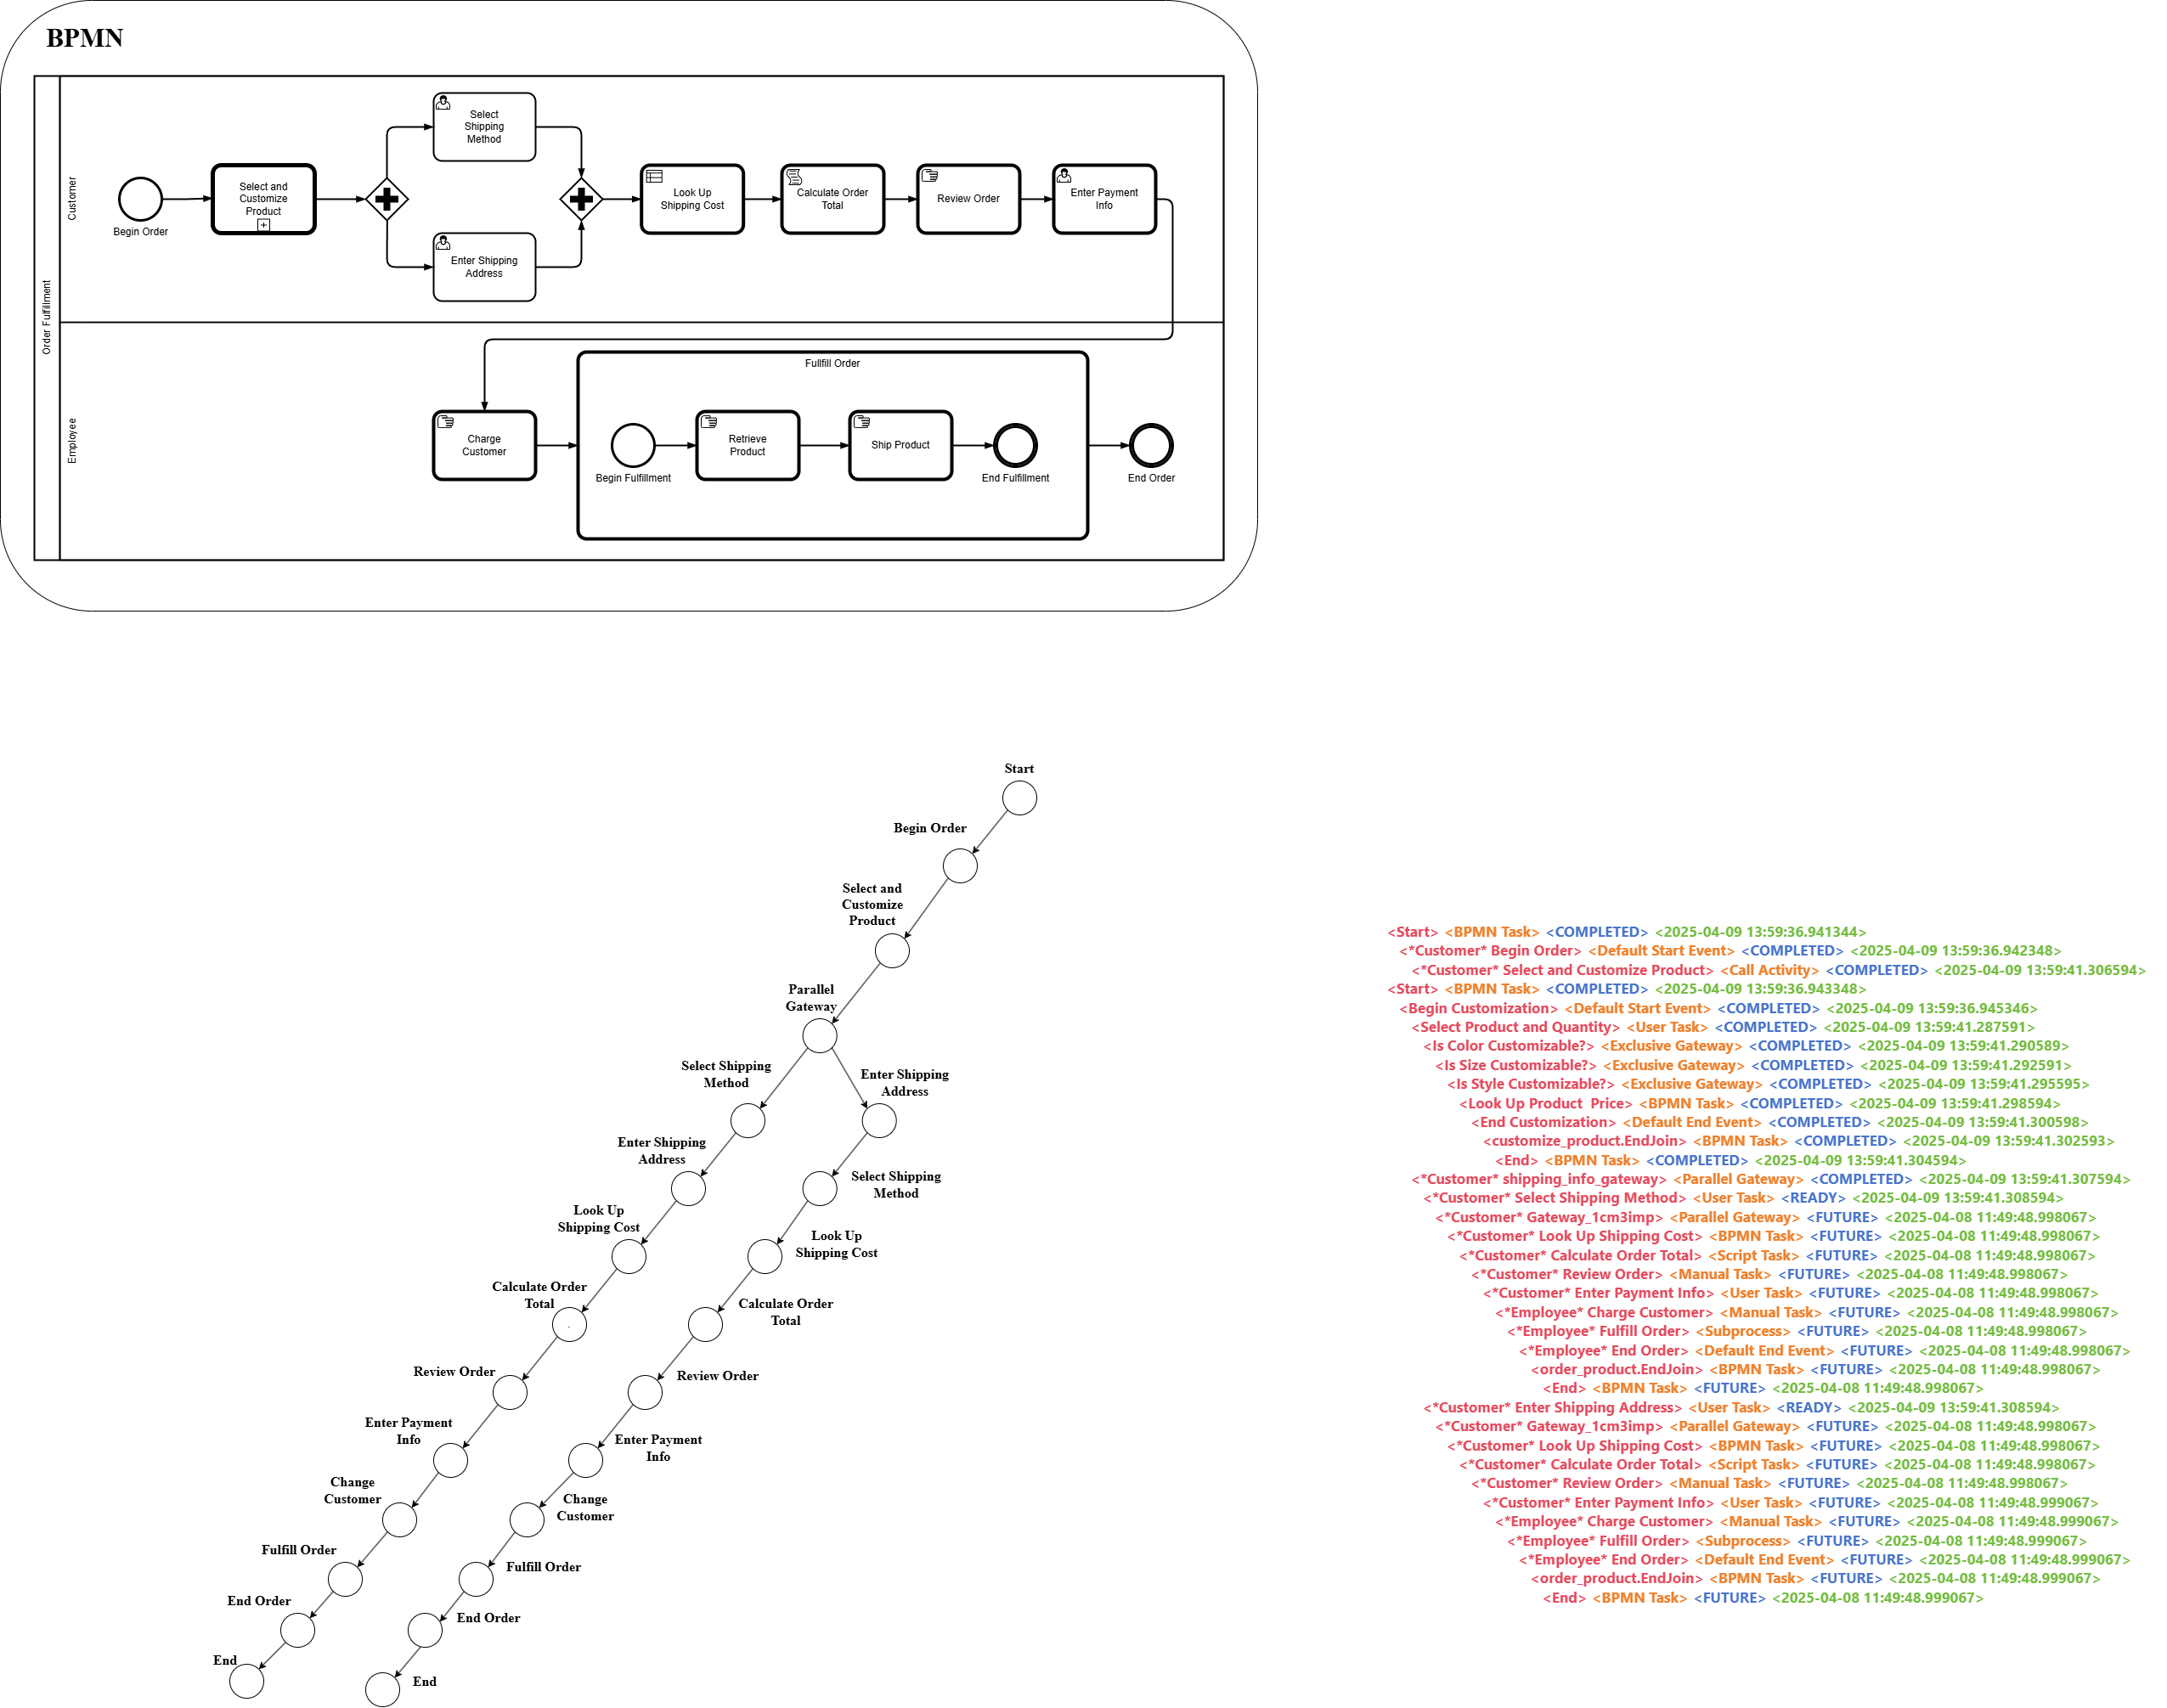 BPMN
Order Fulfillment
Customer
Begin Order
Select and
Customize
Product
Select
Shipping
Method
Enter Shipping
Address
Look Up
Shipping Cost
Calculate Order
Total
Review Order
Enter Payment
Info
Employee
Charge
Customer
Fullfill Order
Begin Fulfillment
Retrieve
Product
Ship Product
End Fulfillment
End Order
Start
Begin Order
Select and
Customize
Product
Parallel
Gateway
Select Shipping
Method
Enter Shipping
Address
Look Up
Shipping Cost
Calculate Order
Total
Review Order
Enter Payment
Info
Change
Customer
Fulfill Order
End Order
End
Enter Shipping
Address
Select Shipping
Method
Look Up
Shipping Cost
Calculate Order
Total
Review Order
Enter Payment
Info
Change
Customer
Fulfill Order
End Order
End
<Start> <BPMN Task> <COMPLETED> <2025-04-09 13:59:36.941344>
<*Customer* Begin Order> <Default Start Event> <COMPLETED> <2025-04-09 13:59:36.942348>
<*Customer* Select and Customize Product> <Call Activity> <COMPLETED> <2025-04-09 13:59:41.306594>
<Start> <BPMN Task> <COMPLETED> <2025-04-09 13:59:36.943348>
<Begin Customization> <Default Start Event> <COMPLETED> <2025-04-09 13:59:36.945346>
<Select Product and Quantity> <User Task> <COMPLETED> <2025-04-09 13:59:41.287591>
<Is Color Customizable?> <Exclusive Gateway> <COMPLETED> <2025-04-09 13:59:41.290589>
<Is Size Customizable?> <Exclusive Gateway> <COMPLETED> <2025-04-09 13:59:41.292591>
<Is Style Customizable?> <Exclusive Gateway> <COMPLETED> <2025-04-09 13:59:41.295595>
<Look Up Product  Price> <BPMN Task> <COMPLETED> <2025-04-09 13:59:41.298594>
<End Customization> <Default End Event> <COMPLETED> <2025-04-09 13:59:41.300598>
<customize_product.EndJoin> <BPMN Task> <COMPLETED> <2025-04-09 13:59:41.302593>
<End> <BPMN Task> <COMPLETED> <2025-04-09 13:59:41.304594>
<*Customer* shipping_info_gateway> <Parallel Gateway> <COMPLETED> <2025-04-09 13:59:41.307594>
<*Customer* Select Shipping Method> <User Task> <READY> <2025-04-09 13:59:41.308594>
<*Customer* Gateway_1cm3imp> <Parallel Gateway> <FUTURE> <2025-04-08 11:49:48.998067>
<*Customer* Look Up Shipping Cost> <BPMN Task> <FUTURE> <2025-04-08 11:49:48.998067>
<*Customer* Calculate Order Total> <Script Task> <FUTURE> <2025-04-08 11:49:48.998067>
<*Customer* Review Order> <Manual Task> <FUTURE> <2025-04-08 11:49:48.998067>
<*Customer* Enter Payment Info> <User Task> <FUTURE> <2025-04-08 11:49:48.998067>
<*Employee* Charge Customer> <Manual Task> <FUTURE> <2025-04-08 11:49:48.998067>
<*Employee* Fulfill Order> <Subprocess> <FUTURE> <2025-04-08 11:49:48.998067>
<*Employee* End Order> <Default End Event> <FUTURE> <2025-04-08 11:49:48.998067>
<order_product.EndJoin> <BPMN Task> <FUTURE> <2025-04-08 11:49:48.998067>
<End> <BPMN Task> <FUTURE> <2025-04-08 11:49:48.998067>
<*Customer* Enter Shipping Address> <User Task> <READY> <2025-04-09 13:59:41.308594>
<*Customer* Gateway_1cm3imp> <Parallel Gateway> <FUTURE> <2025-04-08 11:49:48.998067>
<*Customer* Look Up Shipping Cost> <BPMN Task> <FUTURE> <2025-04-08 11:49:48.998067>
<*Customer* Calculate Order Total> <Script Task> <FUTURE> <2025-04-08 11:49:48.998067>
<*Customer* Review Order> <Manual Task> <FUTURE> <2025-04-08 11:49:48.998067>
<*Customer* Enter Payment Info> <User Task> <FUTURE> <2025-04-08 11:49:48.999067>
<*Employee* Charge Customer> <Manual Task> <FUTURE> <2025-04-08 11:49:48.999067>
<*Employee* Fulfill Order> <Subprocess> <FUTURE> <2025-04-08 11:49:48.999067>
<*Employee* End Order> <Default End Event> <FUTURE> <2025-04-08 11:49:48.999067>
<order_product.EndJoin> <BPMN Task> <FUTURE> <2025-04-08 11:49:48.999067>
<End> <BPMN Task> <FUTURE> <2025-04-08 11:49:48.999067>